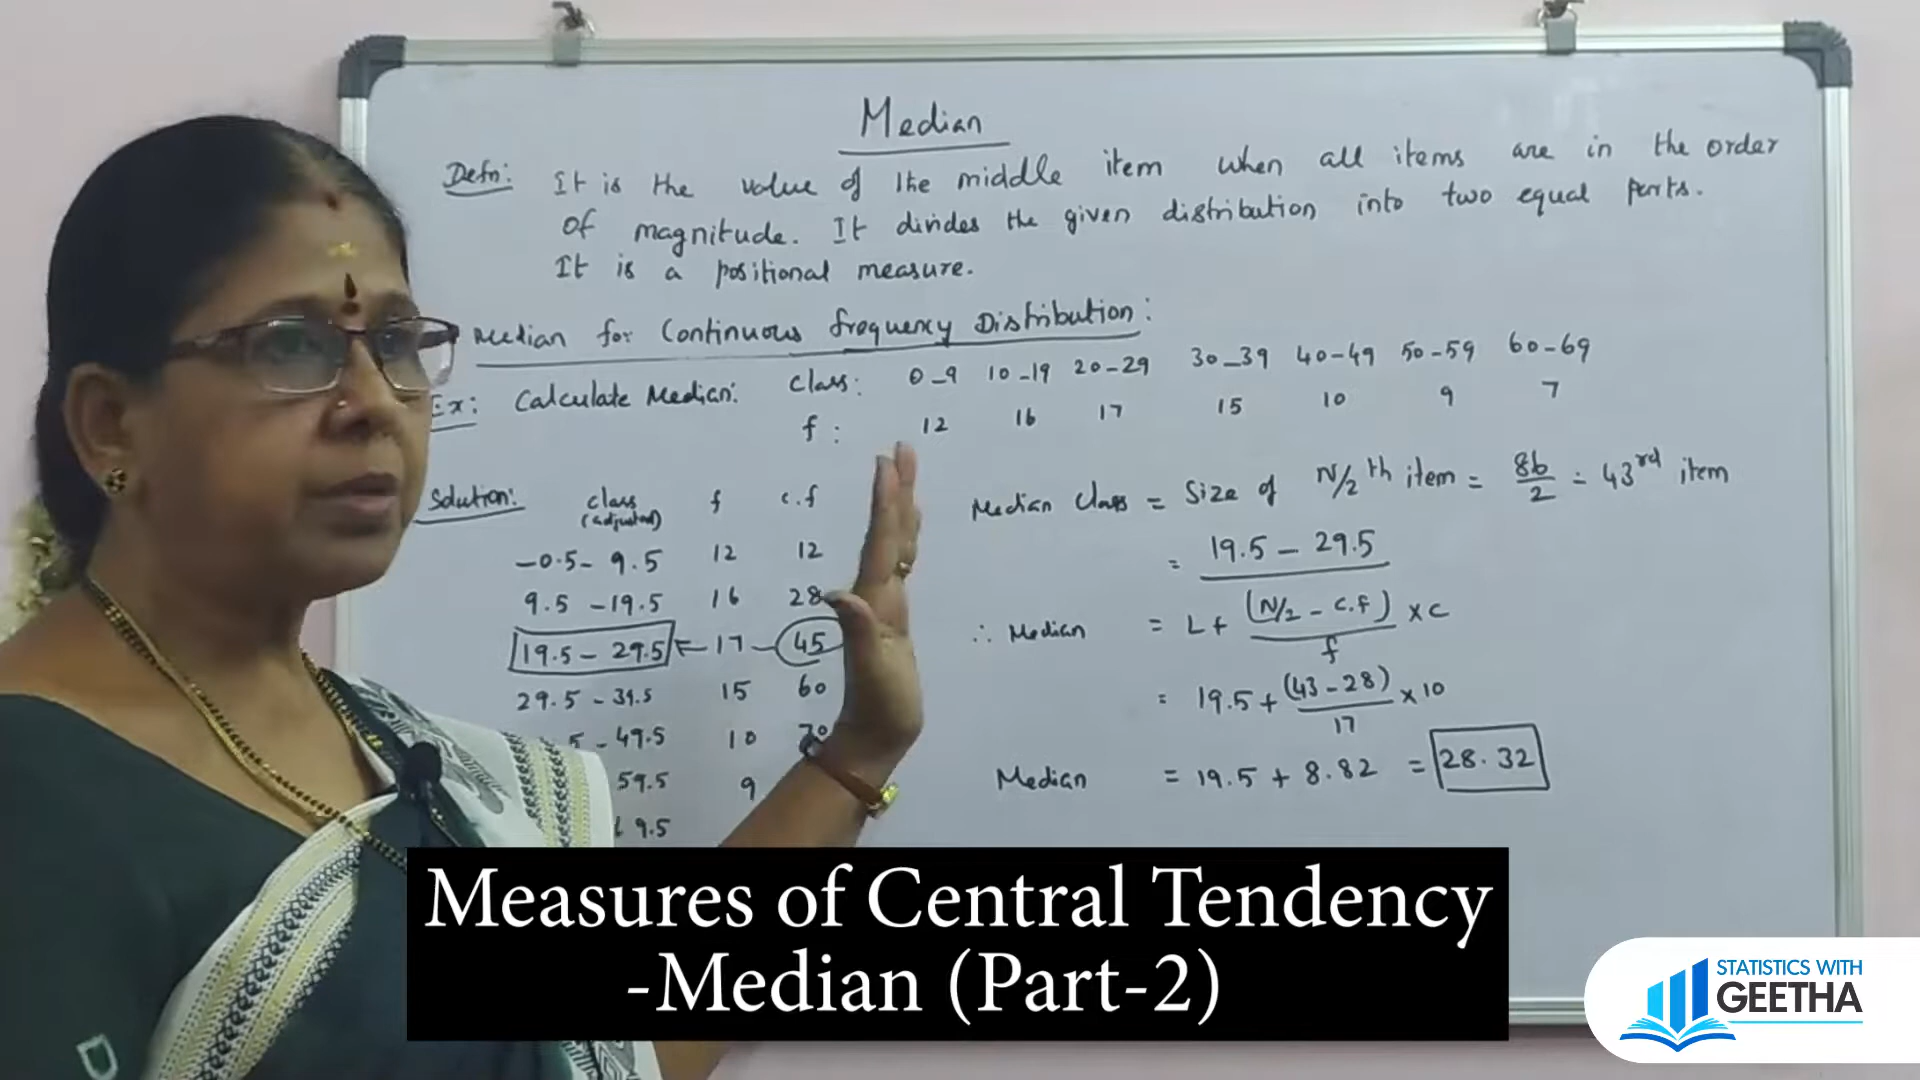 Median
Defn: It is the value of the middle item when all items are in the order
of magnitude. It divides the given distribution into two equal parts.
It is a positional measure.
Median for Continuous frequency Distribution:
Ex: Calculate Median: Class: 0-9 10-19 20-29 30-39 40-49 50-59 60-69
f: 12 16 17 15 10 9 7
Solution: class (adjusted) f c.f
-0.5- 9.5 12 12
9.5 -19.5 16 28
19.5- 29.5 ← 17 - 45
29.5 - 39.5 15 60
5 - 49.5 10 70
59.5 9
9.5
Median Class = Size of N/2 th item = 86/2 = 43rd item
= 19.5 - 29.5
∴ Median = L + (N/2 - c.f)/f × c
= 19.5 + (43-28)/17 × 10
Median = 19.5 + 8.82 = 28.32
Measures of Central Tendency
-Median (Part-2)
STATISTICS WITH
GEETHA